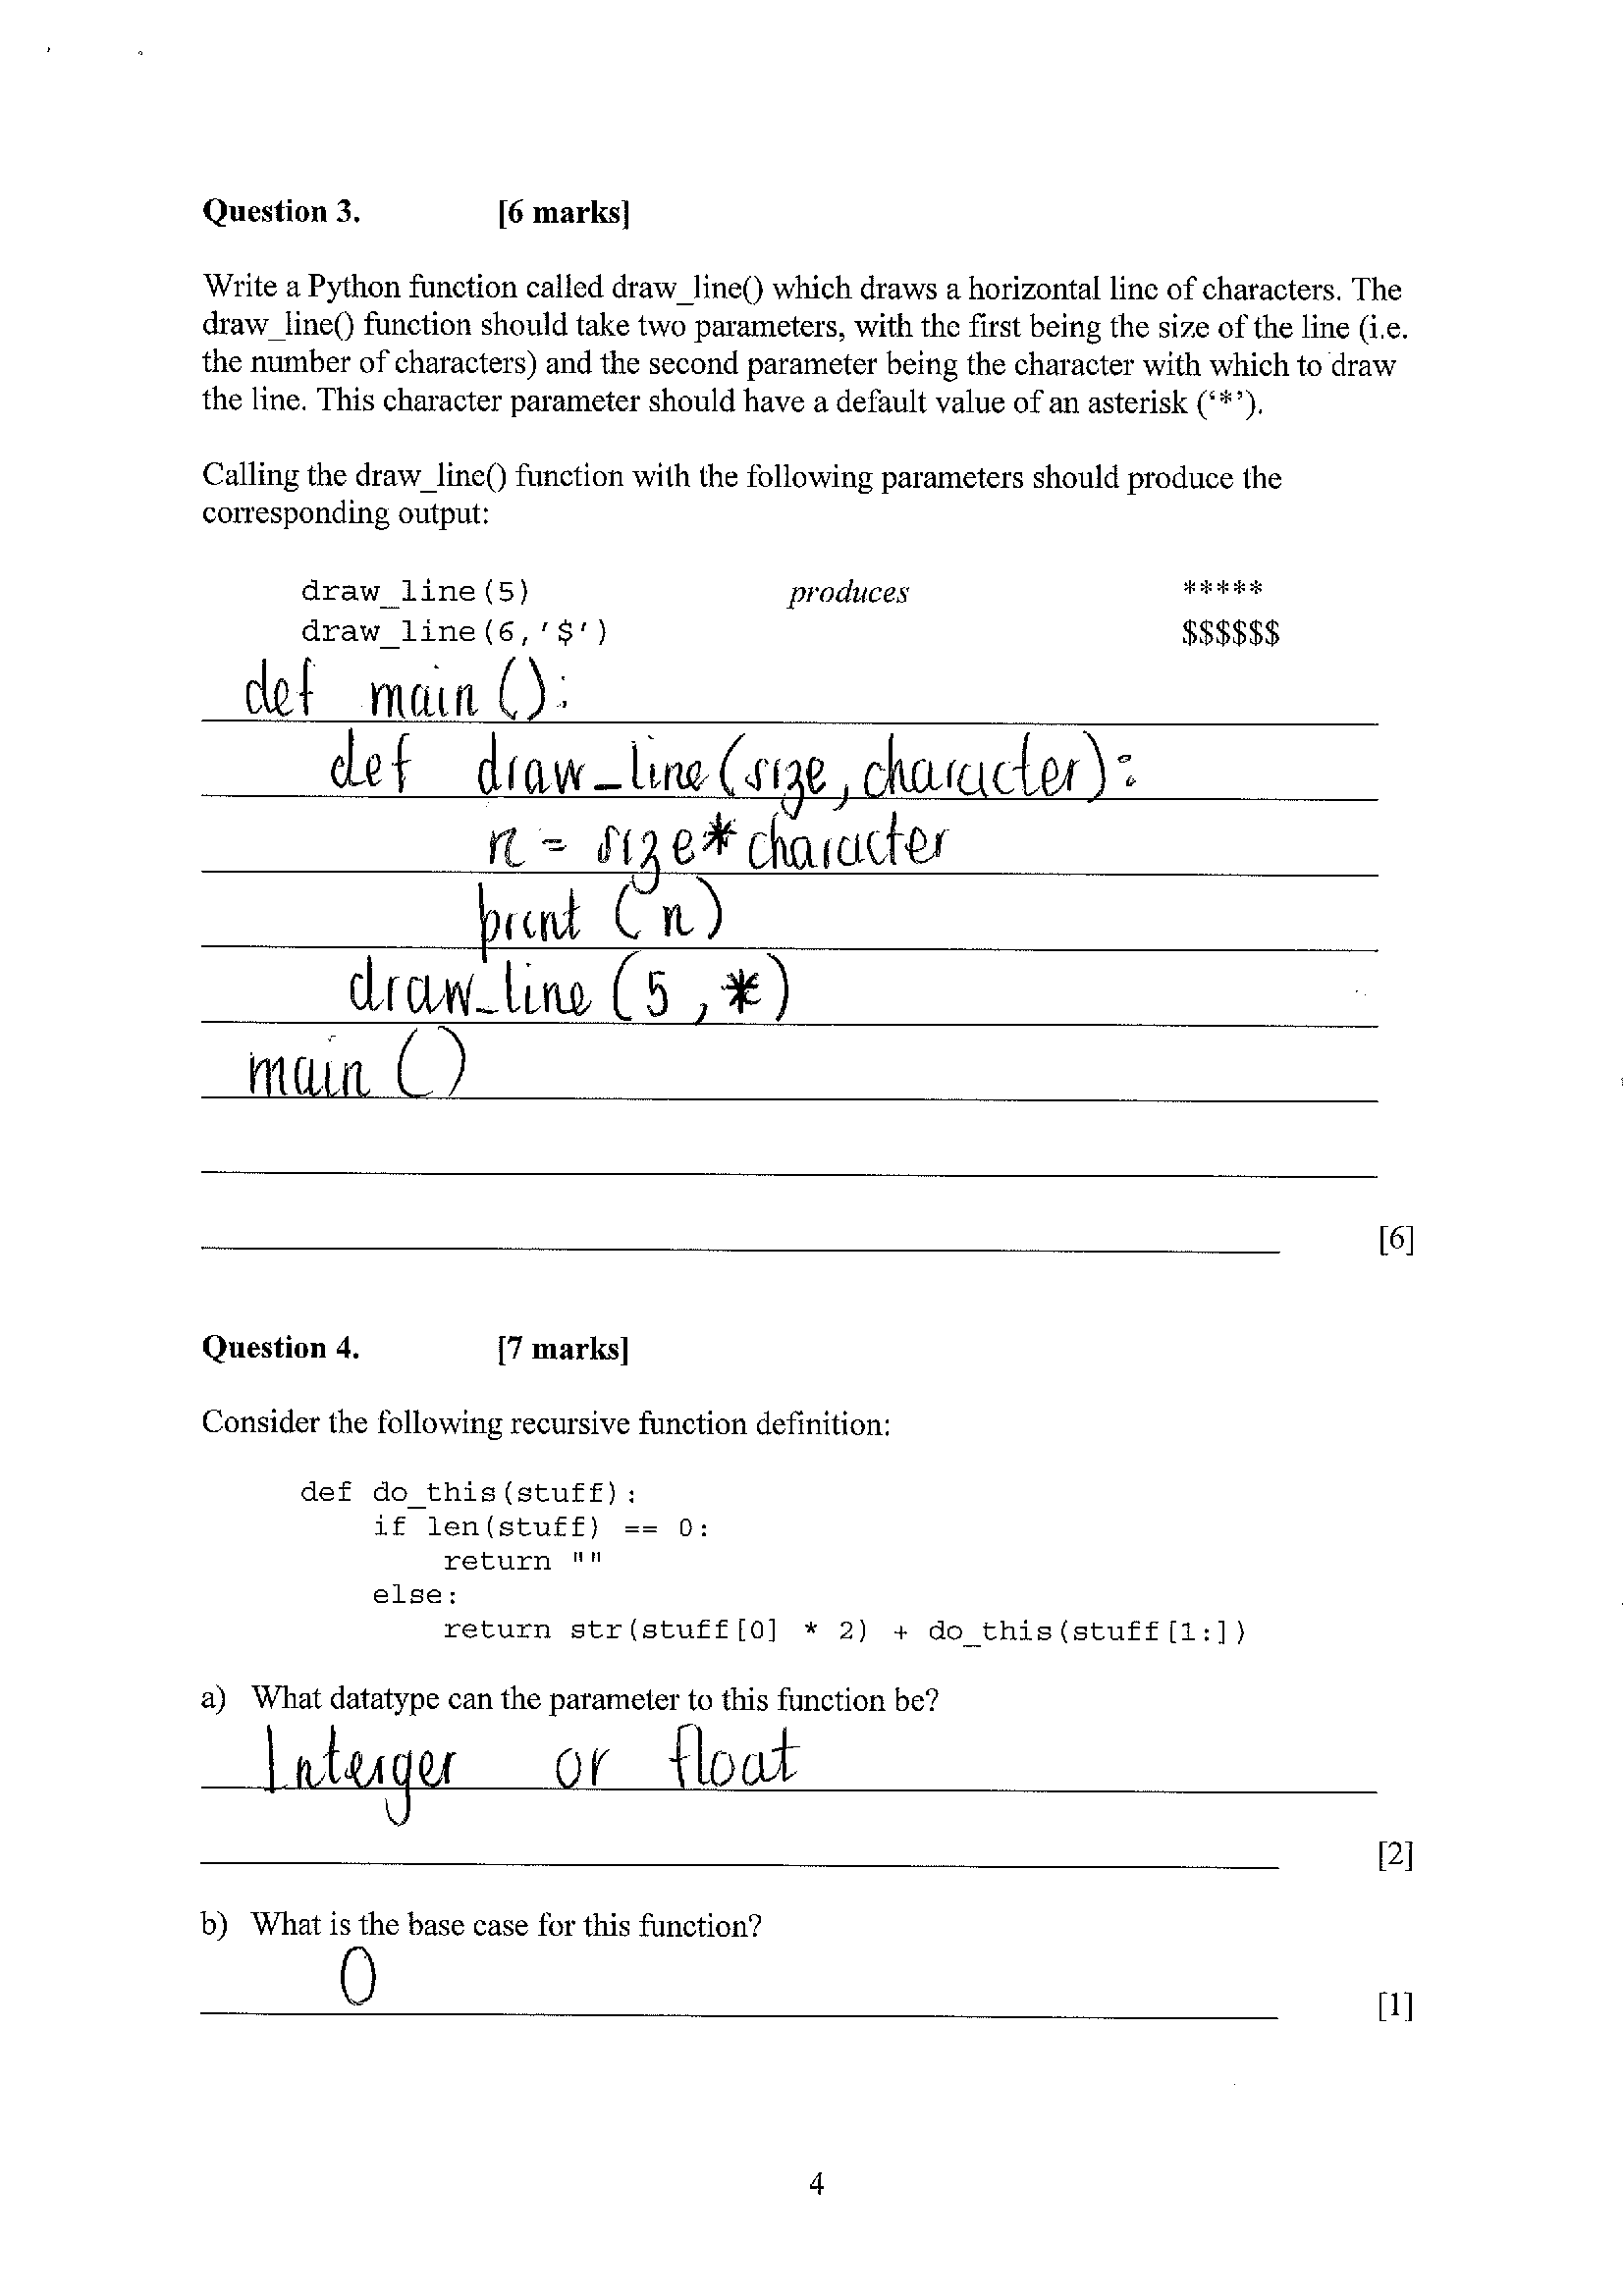 Question 3. [6 marks]
Write a Python function called draw_line() which draws a horizontal line of characters. The
draw_line() function should take two parameters, with the first being the size of the line (i.e.
the number of characters) and the second parameter being the character with which to draw
the line. This character parameter should have a default value of an asterisk (‘*’).
Calling the draw_line() function with the following parameters should produce the
corresponding output:
draw_line(5) produces *****
draw_line(6,'$') $$$$$$
def main():
def draw_line(size, character):
n = size*character
print (n)
draw_line (5, *)
main ()
[6]
Question 4. [7 marks]
Consider the following recursive function definition:
def do_this(stuff):
if len(stuff) == 0:
return ""
else:
return str(stuff[0] * 2) + do_this(stuff[1:])
a) What datatype can the parameter to this function be?
Interger or float
[2]
b) What is the base case for this function?
0
[1]
4